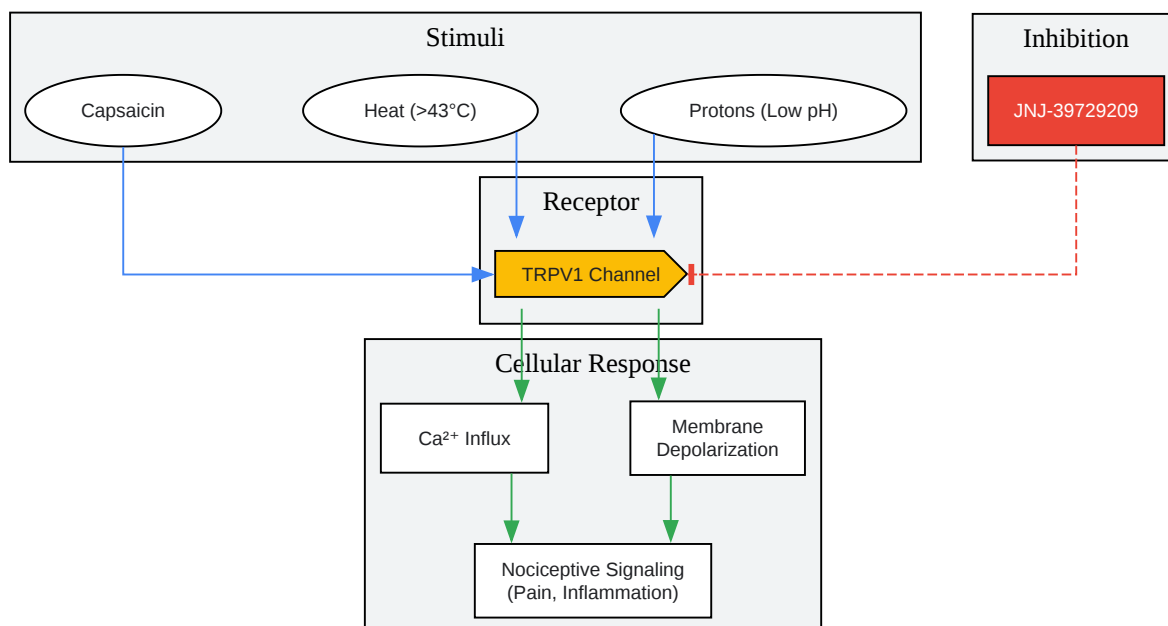 Stimuli
Inhibition
Capsaicin
Heat (>43°C)
Protons (Low pH)
JNJ-39729209
Receptor
TRPV1 Channel
Cellular Response
Ca²⁺ Influx
Membrane
Depolarization
Nociceptive Signaling
(Pain, Inflammation)